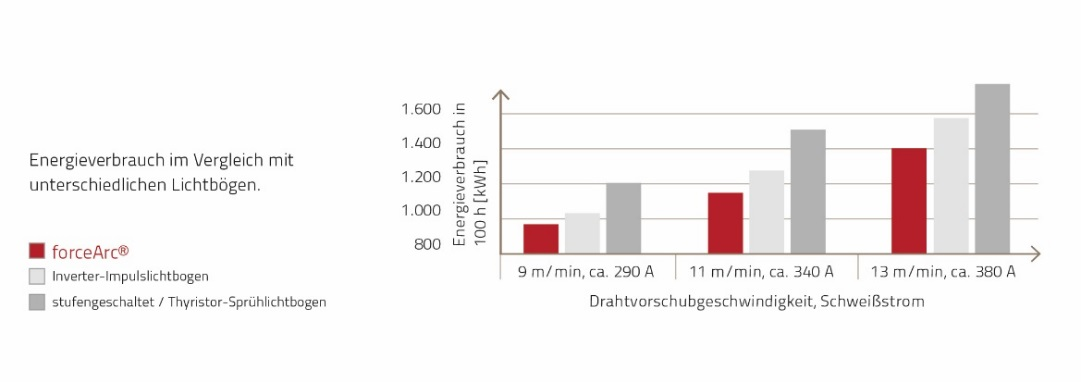 Energieverbrauch im Vergleich mit
unterschiedlichen Lichtbögen.
forceArc®
Inverter-Impulslichtbogen
stufengeschaltet / Thyristor-Sprühlichtbogen
1.600
1.400
1.200
1.000
800
Energieverbrauch in
100 h [kWh]
9 m/min, ca. 290 A
11 m/min, ca. 340 A
13 m/min, ca. 380 A
Drahtvorschubgeschwindigkeit, Schweißstrom